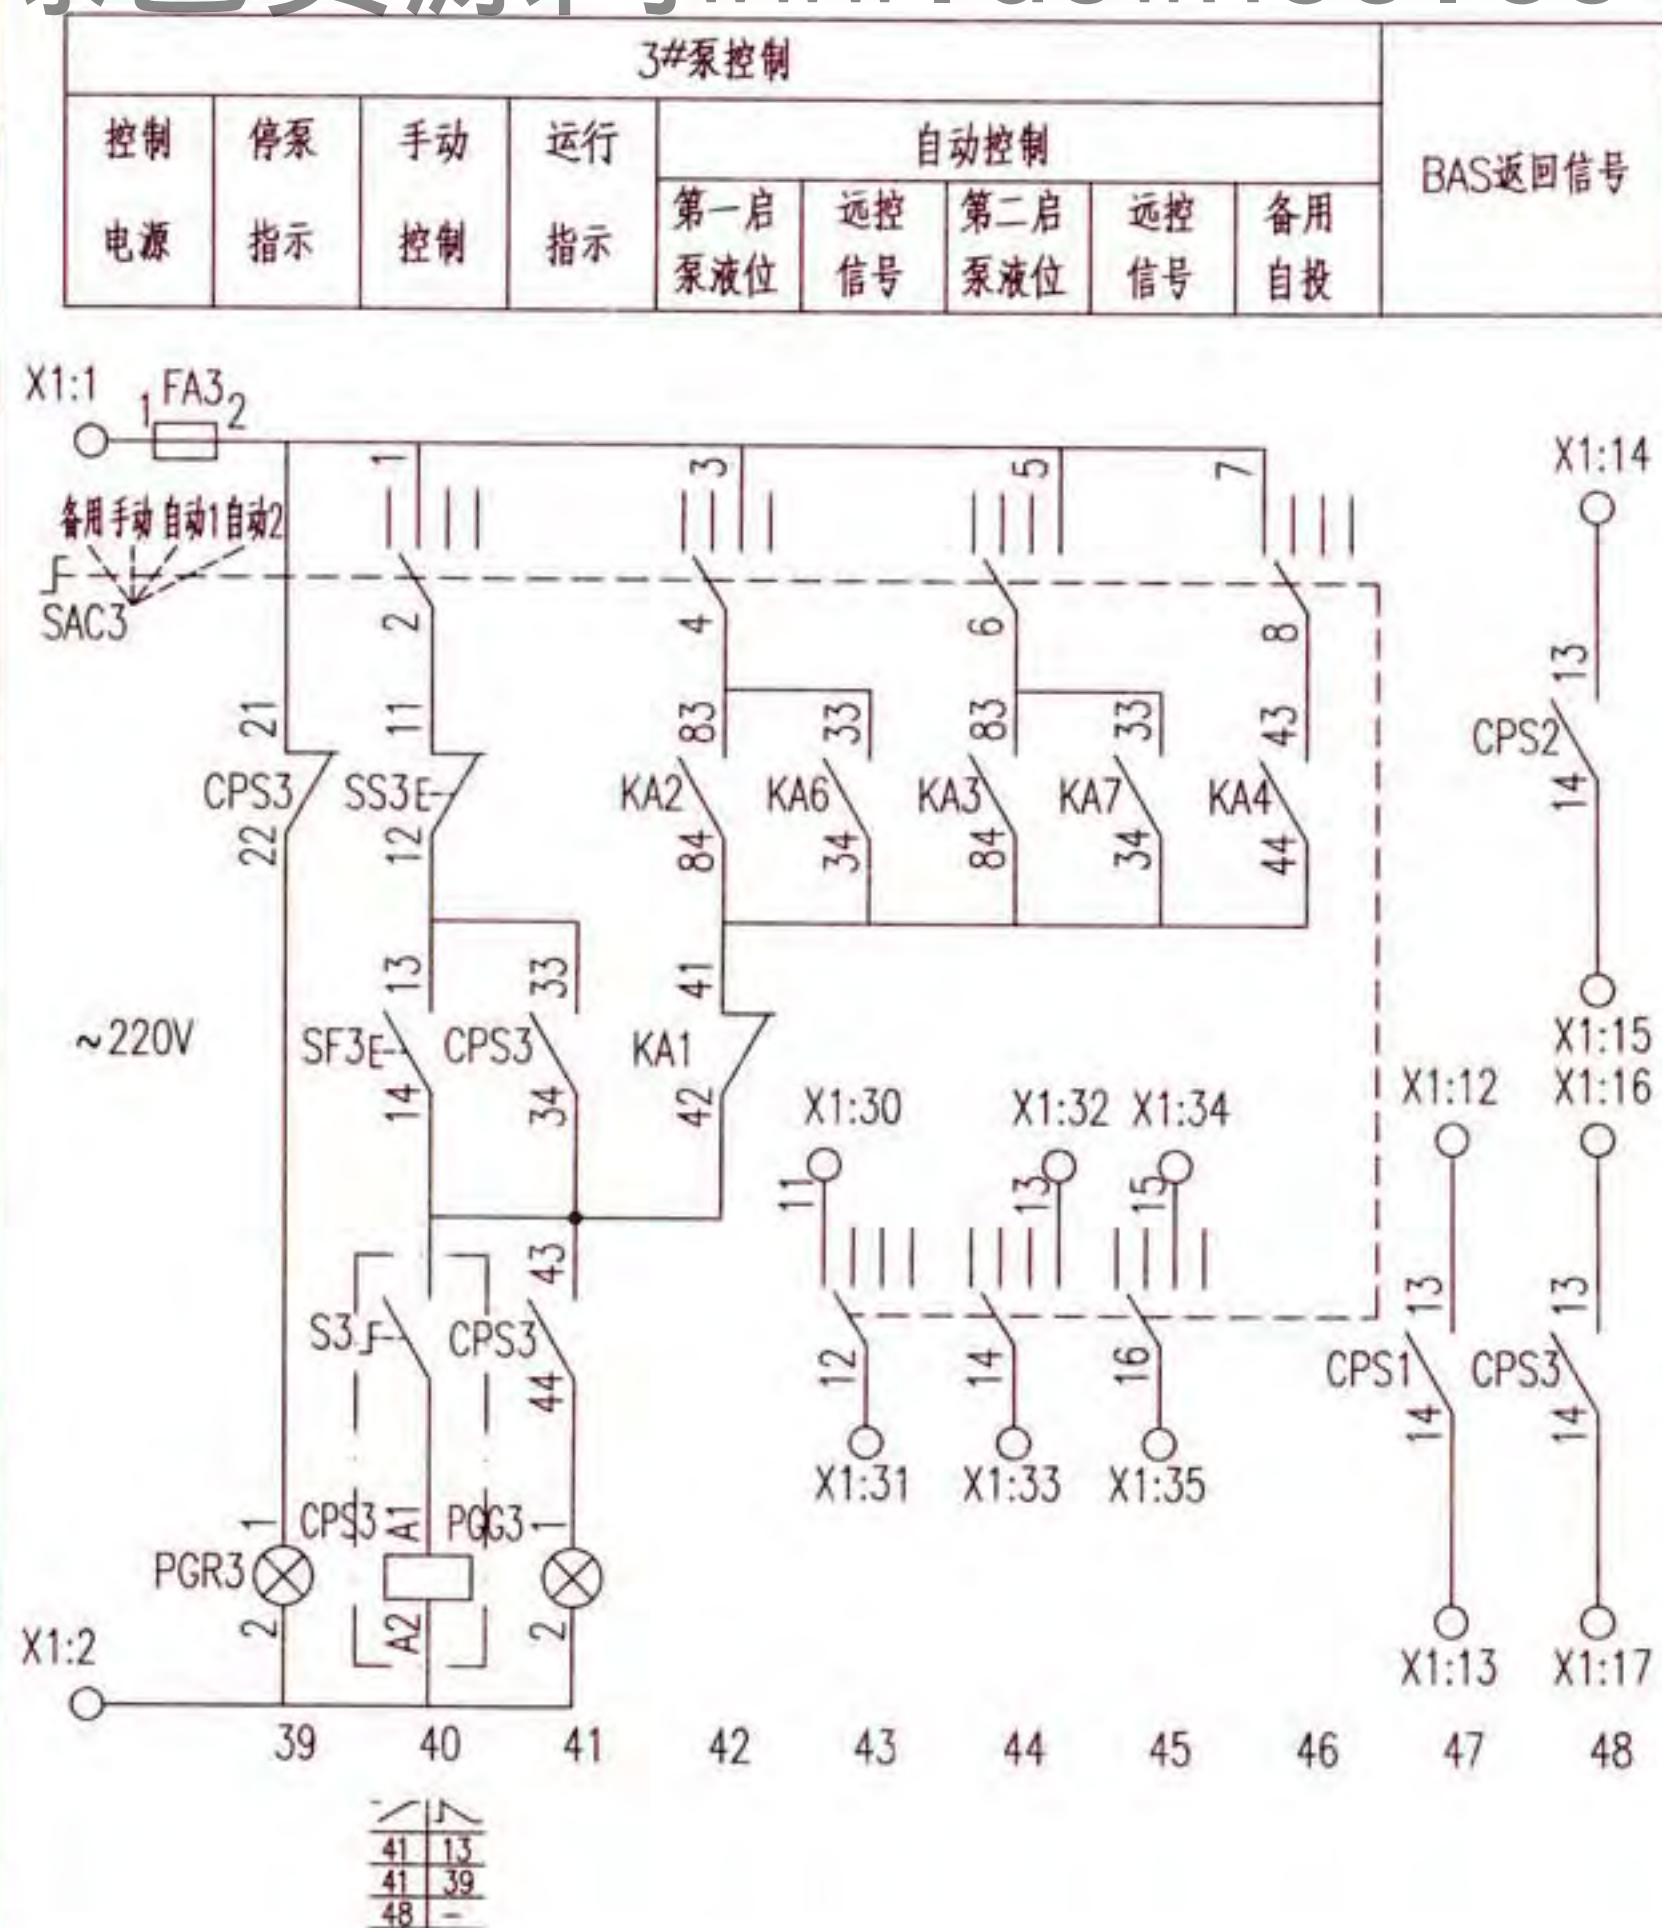 3#泵控制
控制
电源
停泵
指示
手动
控制
运行
指示
自动控制
第一启
泵液位
远控
信号
第二启
泵液位
远控
信号
备用
自投
BAS返回信号
X1:1
1 FA3 2
1
3
5
7
X1:14
备用 手动 自动1 自动2
SAC3
2
4
6
8
21
11
83
33
83
33
43
13
CPS3
SS3
KA2
KA6
KA3
KA7
KA4
CPS2
22
12
84
34
84
34
44
14
13
33
41
~220V
SF3
CPS3
KA1
X1:15
14
34
42
X1:30
X1:32
X1:34
X1:12
X1:16
11
13
15
43
13
13
S3
CPS3
44
12
14
16
CPS1
CPS3
14
14
X1:31
X1:33
X1:35
1
CPS3
A1
PGG3
1
PGR3
2
A2
2
X1:2
X1:13
X1:17
39 40 41 42 43 44 45 46 47 48
41 13
41 39
48 -